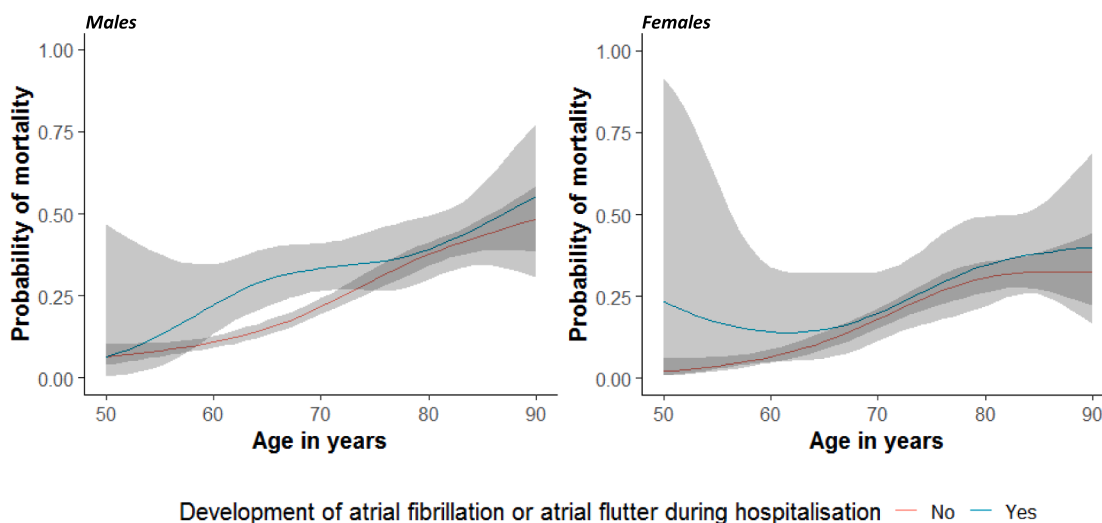 Males
Females
Probability of mortality
1.00
0.75
0.50
0.25
0.00
50 60 70 80 90
Age in years
Probability of mortality
1.00
0.75
0.50
0.25
0.00
50 60 70 80 90
Age in years
Development of atrial fibrillation or atrial flutter during hospitalisation No Yes